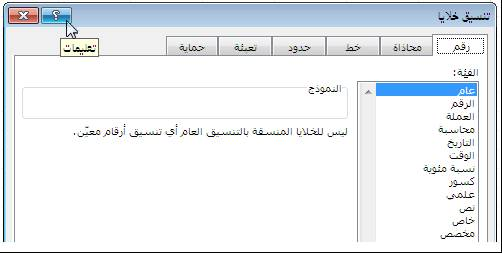 تنسيق خلايا
؟
تعليمات
رقم محاذاة خط حدود تعبئة حماية
الفئة:
عام
الرقم
العملة
محاسبة
التاريخ
الوقت
نسبة مئوية
كسور
علمي
نص
خاص
مخصص
النموذج
ليس للخلايا المنسقة بالتنسيق العام أي تنسيق أرقام معيّن.